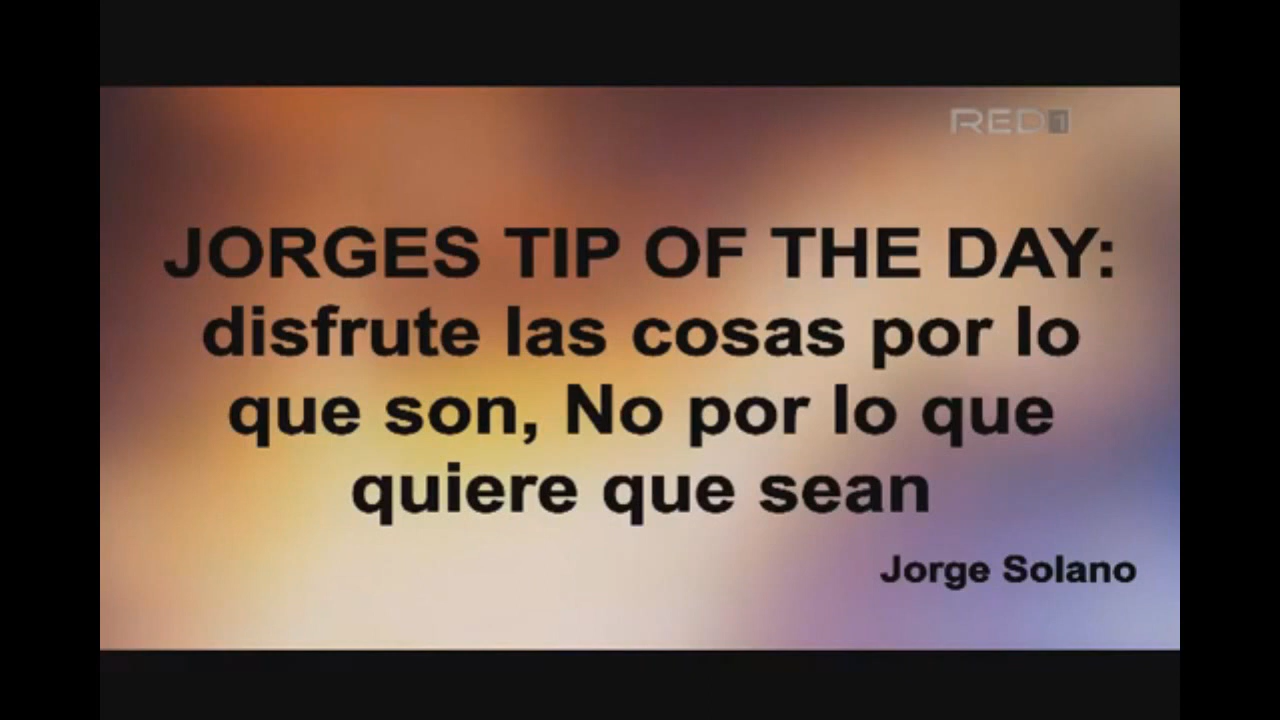 RED1
JORGES TIP OF THE DAY:
disfrute las cosas por lo
que son, No por lo que
quiere que sean
Jorge Solano